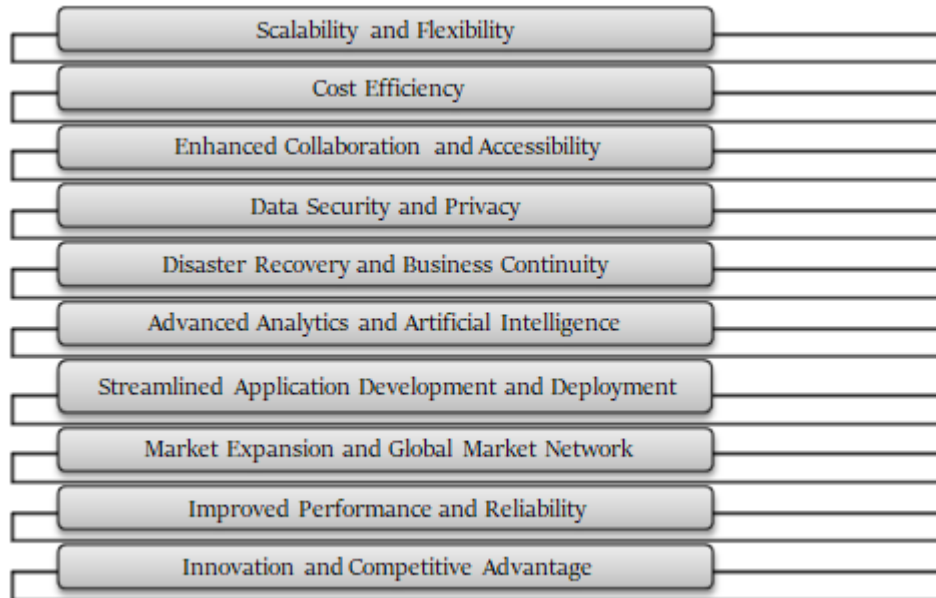 Scalability and Flexibility
Cost Efficiency
Enhanced Collaboration and Accessibility
Data Security and Privacy
Disaster Recovery and Business Continuity
Advanced Analytics and Artificial Intelligence
Streamlined Application Development and Deployment
Market Expansion and Global Market Network
Improved Performance and Reliability
Innovation and Competitive Advantage